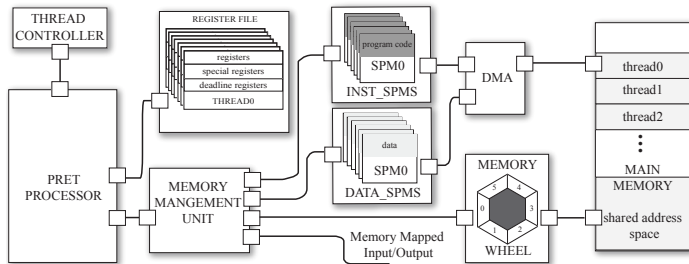 THREAD
CONTROLLER
REGISTER FILE
registers
special registers
deadline registers
THREAD0
program code
SPM0
INST_SPMS
DMA
thread0
thread1
thread2
MAIN
MEMORY
shared address
space
PRET
PROCESSOR
MEMORY
MANGEMENT
UNIT
data
SPM0
DATA_SPMS
MEMORY
5
4
0
3
1
2
WHEEL
Memory Mapped
Input/Output